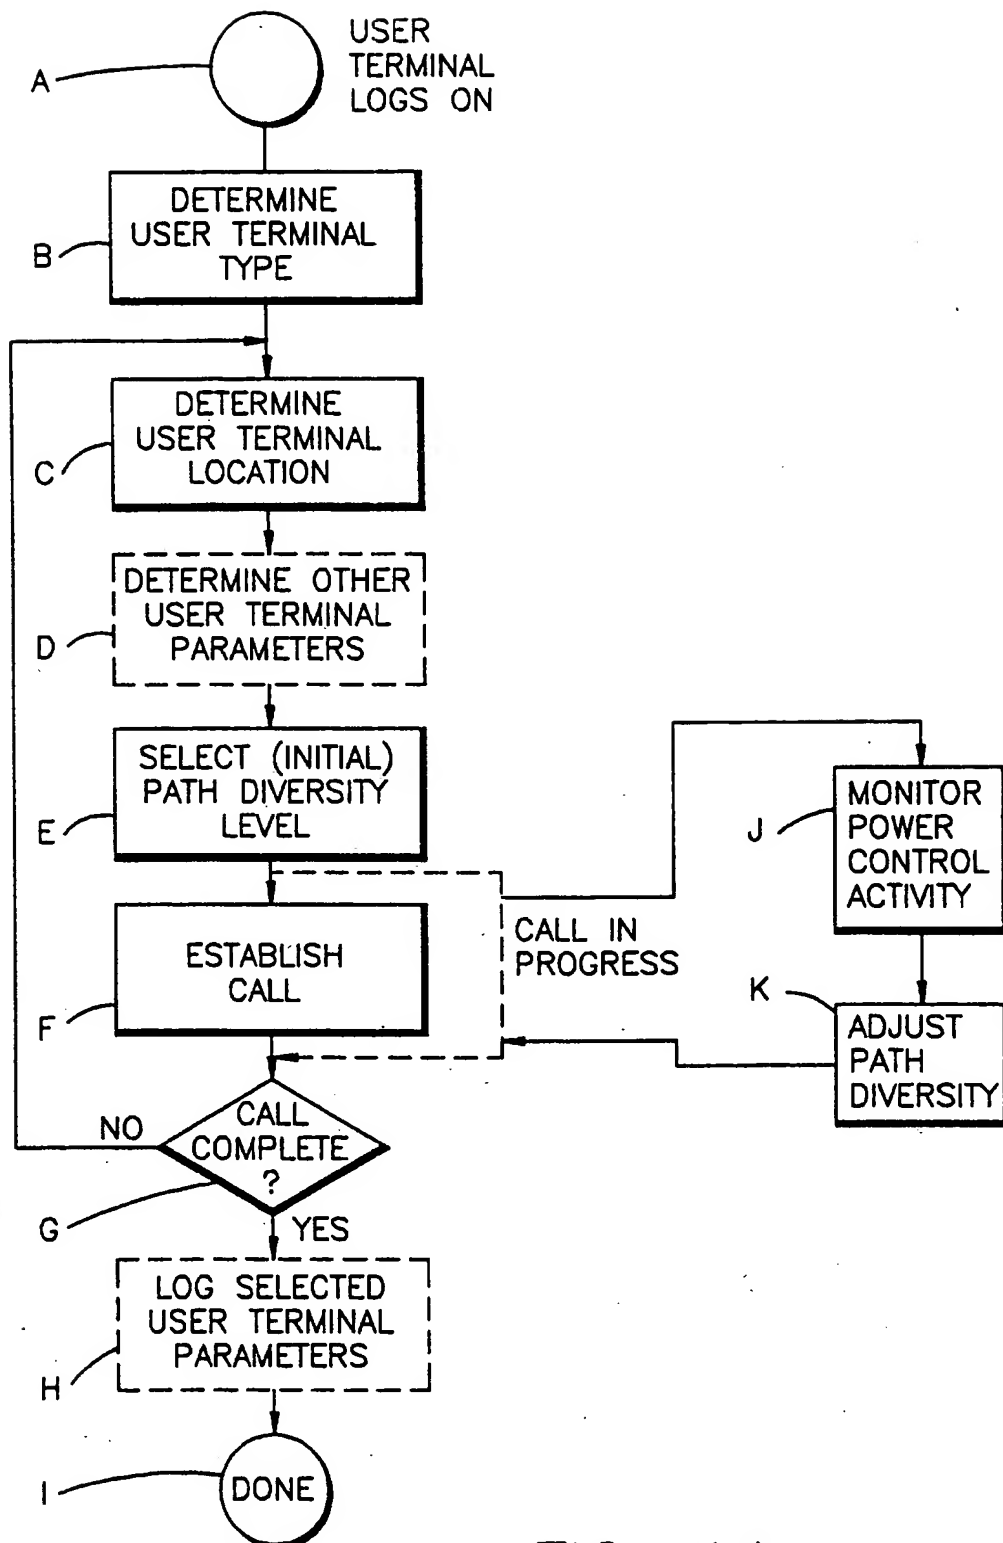 USER
TERMINAL
LOGS ON
A
DETERMINE
USER TERMINAL
TYPE
B
DETERMINE
USER TERMINAL
LOCATION
C
DETERMINE OTHER
USER TERMINAL
PARAMETERS
D
SELECT (INITIAL)
PATH DIVERSITY
LEVEL
E
ESTABLISH
CALL
F
CALL IN
PROGRESS
J
MONITOR
POWER
CONTROL
ACTIVITY
K
ADJUST
PATH
DIVERSITY
NO
CALL
COMPLETE
?
G
YES
LOG SELECTED
USER TERMINAL
PARAMETERS
H
I
DONE